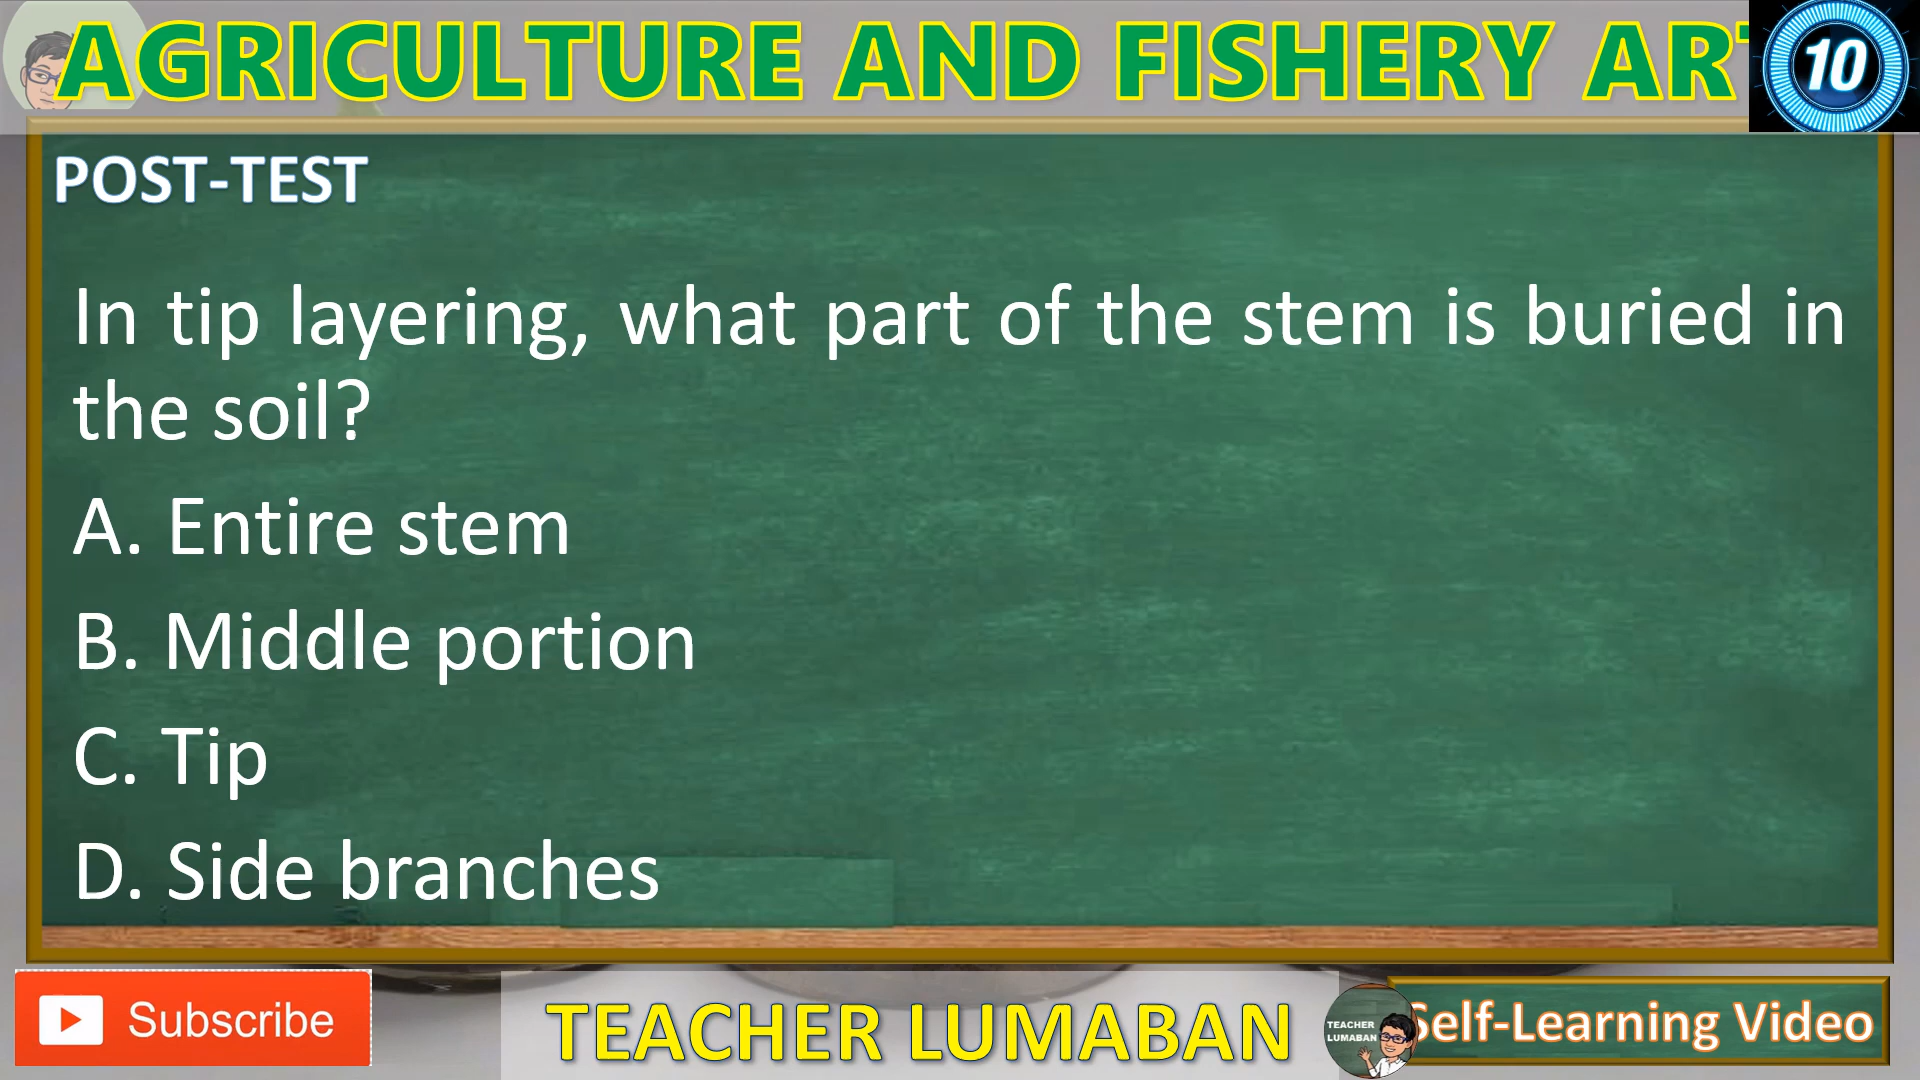 AGRICULTURE AND FISHERY AR
10
POST-TEST
In tip layering, what part of the stem is buried in
the soil?
A. Entire stem
B. Middle portion
C. Tip
D. Side branches
Subscribe
TEACHER LUMABAN
TEACHER
LUMABAN
Self-Learning Video